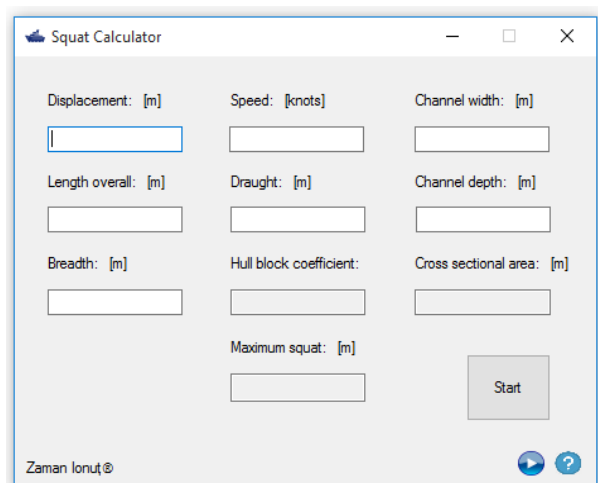 Squat Calculator
Displacement: [m] Speed: [knots] Channel width: [m]
Length overall: [m] Draught: [m] Channel depth: [m]
Breadth: [m] Hull block coefficient: Cross sectional area: [m]
Maximum squat: [m]
Start
Zaman Ionuț®
?